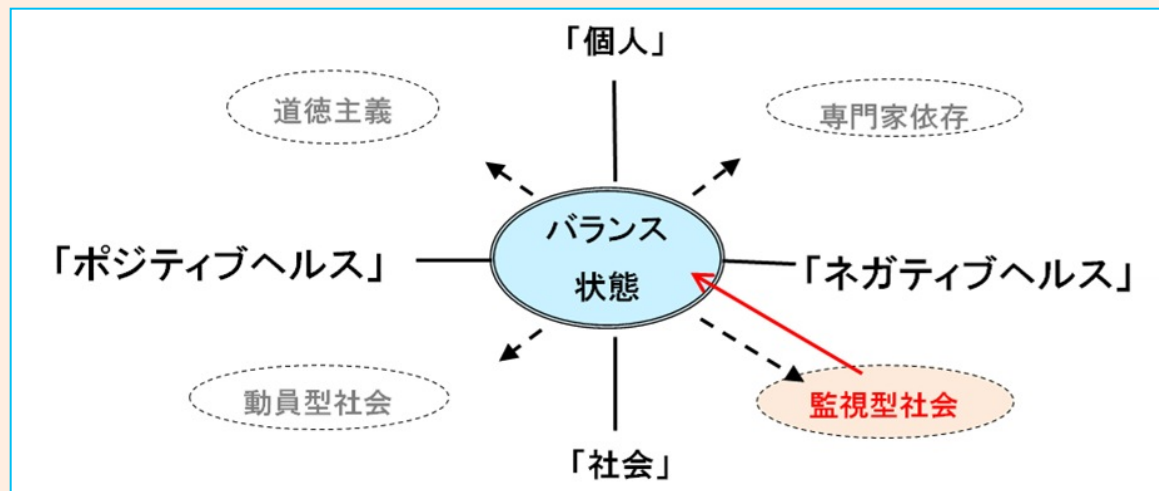 「個人」
道徳主義
専門家依存
バランス
状態
「ポジティブヘルス」
「ネガティブヘルス」
動員型社会
監視型社会
「社会」